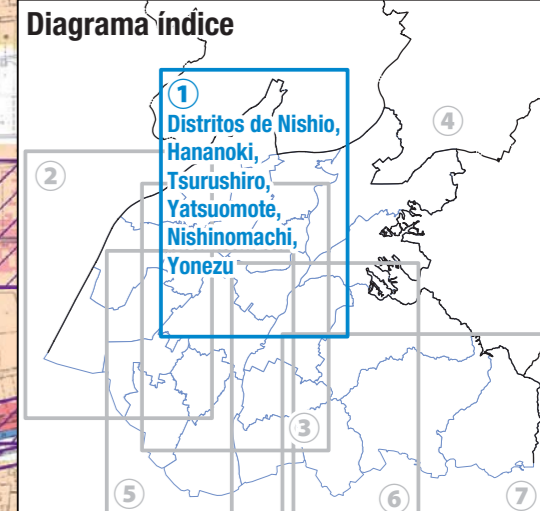 Diagrama índice
①
Distritos de Nishio,
Hananoki,
Tsurushiro,
Yatsuomote,
Nishinomachi,
Yonezu
②
④
③
⑤
⑥
⑦